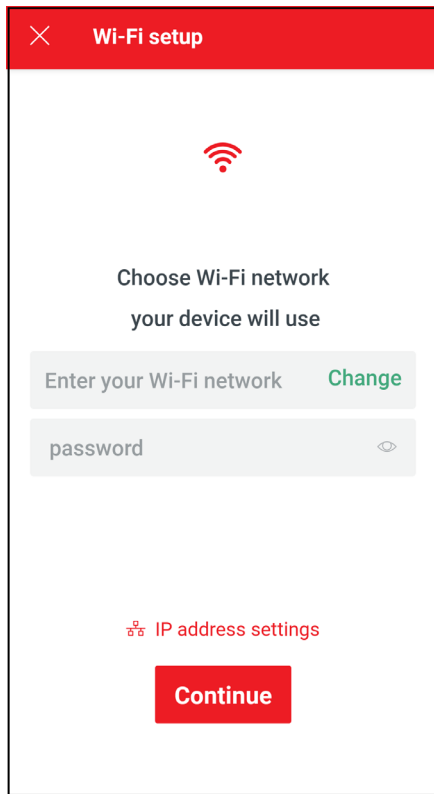 Wi-Fi setup
Choose Wi-Fi network
your device will use
Enter your Wi-Fi network Change
password
IP address settings
Continue